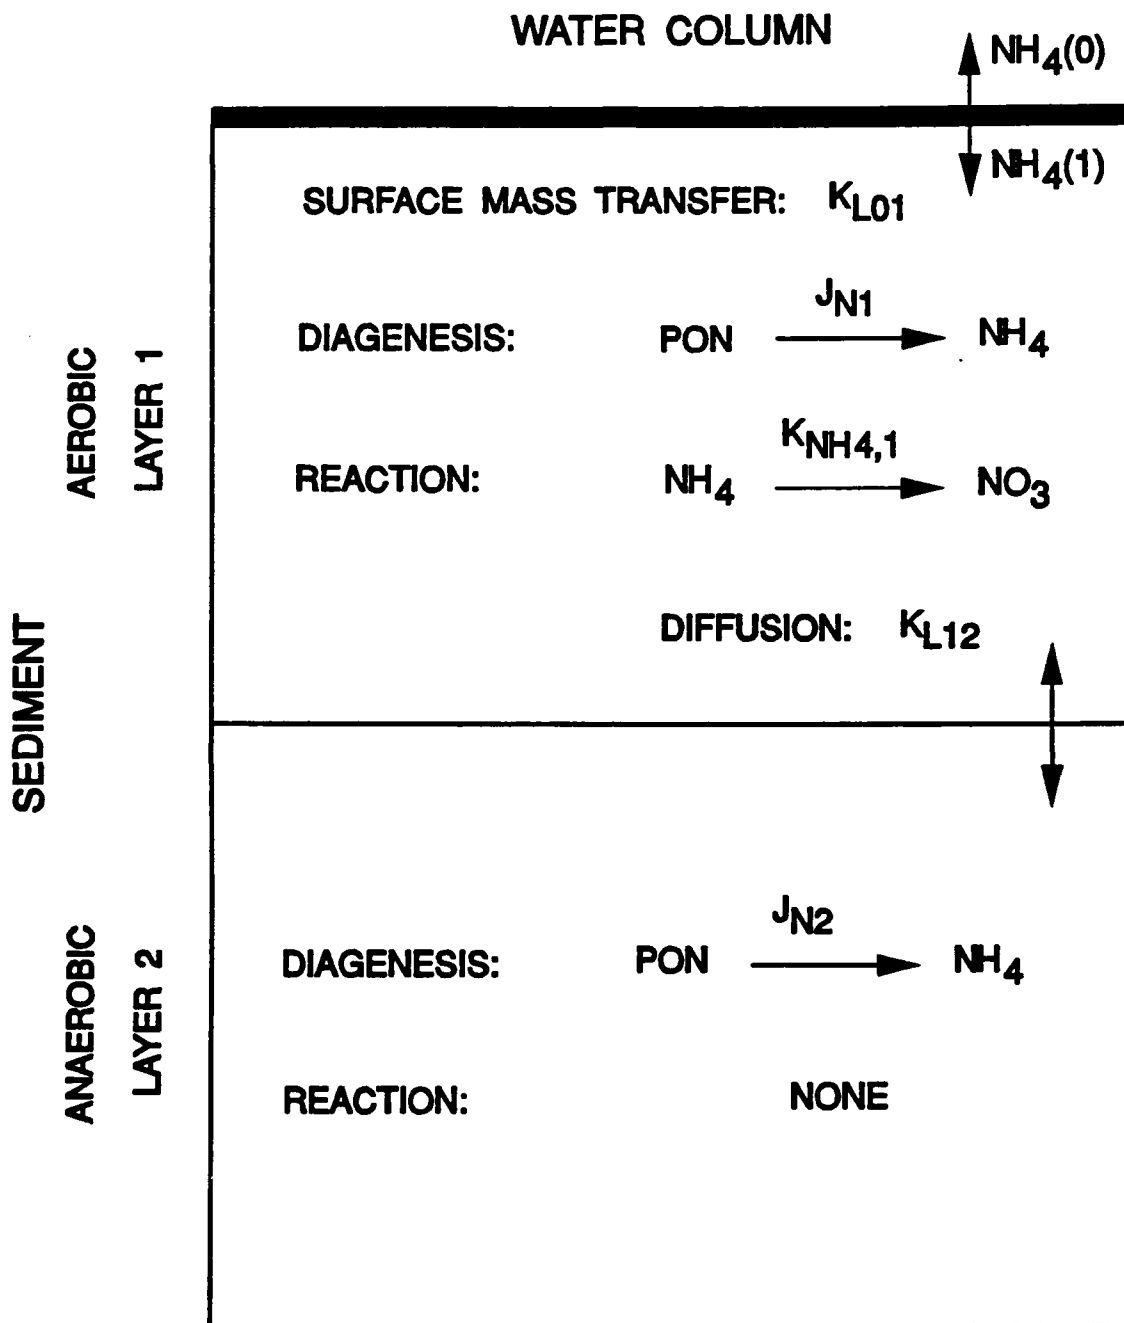 WATER COLUMN
NH4(0)
NH4(1)
SURFACE MASS TRANSFER: KL01
JN1
DIAGENESIS: PON NH4
KNH4,1
REACTION: NH4 NO3
DIFFUSION: KL12
AEROBIC
LAYER 1
SEDIMENT
JN2
DIAGENESIS: PON NH4
REACTION: NONE
ANAEROBIC
LAYER 2